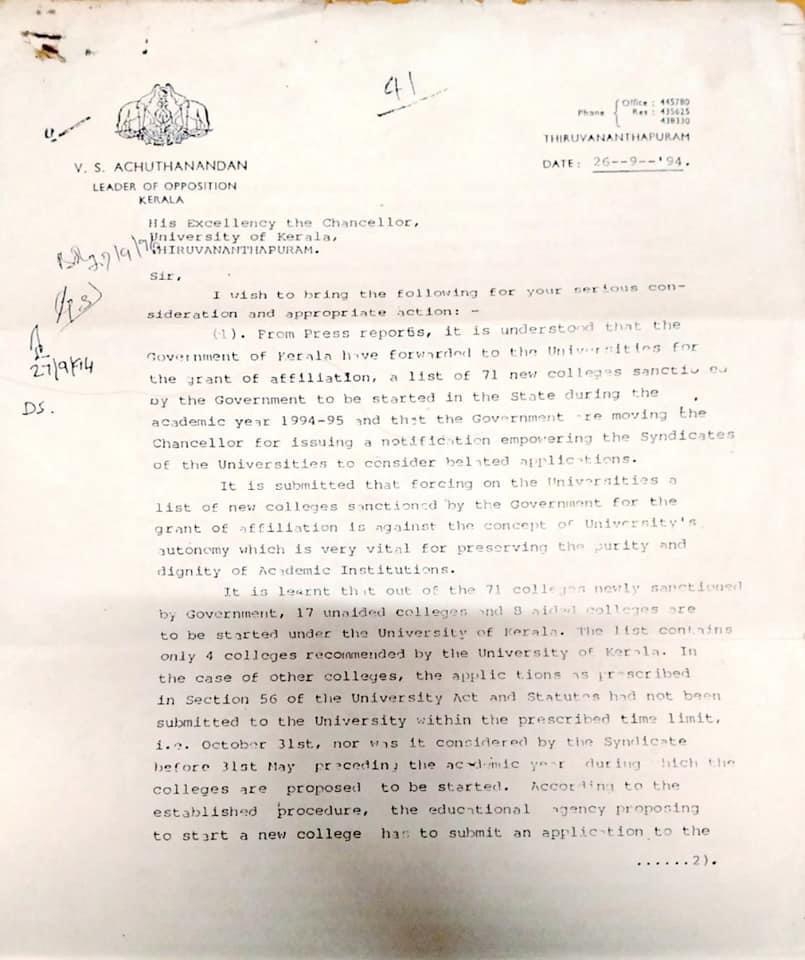 41
Phone
Office : 445780
Res : 435625
438330
THIRUVANANTHAPURAM
DATE: 26--9--'94.
V. S. ACHUTHANANDAN
LEADER OF OPPOSITION
KERALA
His Excellency the Chancellor,
University of Kerala,
THIRUVANANTHAPURAM.
Sir,
I wish to bring the following for your serious con-
sideration and appropriate action: -
(1). From Press reports, it is understood that the
Government of Kerala have forwarded to the Universities for
the grant of affiliation, a list of 71 new colleges sanctioned
by the Government to be started in the State during the
academic year 1994-95 and that the Government are moving the
Chancellor for issuing a notification empowering the Syndicates
of the Universities to consider belated applications.
It is submitted that forcing on the Universities a
list of new colleges sanctioned by the Government for the
grant of affiliation is against the concept of University's
autonomy which is very vital for preserving the purity and
dignity of Academic Institutions.
It is learnt that out of the 71 colleges newly sanctioned
by Government, 17 unaided colleges and 8 aided colleges are
to be started under the University of Kerala. The list contains
only 4 colleges recommended by the University of Kerala. In
the case of other colleges, the applications as prescribed
in Section 56 of the University Act and Statutes had not been
submitted to the University within the prescribed time limit,
i.e. October 31st, nor was it considered by the Syndicate
before 31st May preceding the academic year during which the
colleges are proposed to be started. According to the
established procedure, the educational agency proposing
to start a new college has to submit an application to the
......2).
27/9/94
DS.